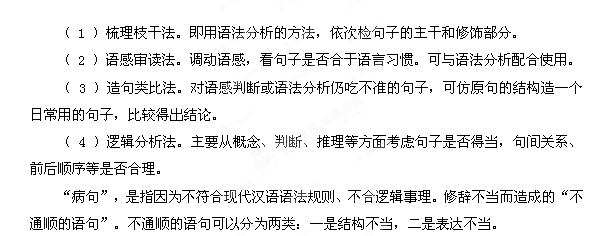 （1）梳理枝干法。即用语法分析的方法，依次检句子的主干和修饰部分。
（2）语感审读法。调动语感，看句子是否合于语言习惯。可与语法分析配合使用。
（3）造句类比法。对语感判断或语法分析仍吃不准的句子，可仿原句的结构造一个
日常用的句子，比较得出结论。
（4）逻辑分析法。主要从概念、判断、推理等方面考虑句子是否得当，句间关系、
前后顺序等是否合理。
“病句”，是指因为不符合现代汉语语法规则、不合逻辑事理。修辞不当而造成的“不
通顺的语句”。不通顺的语句可以分为两类：一是结构不当，二是表达不当。